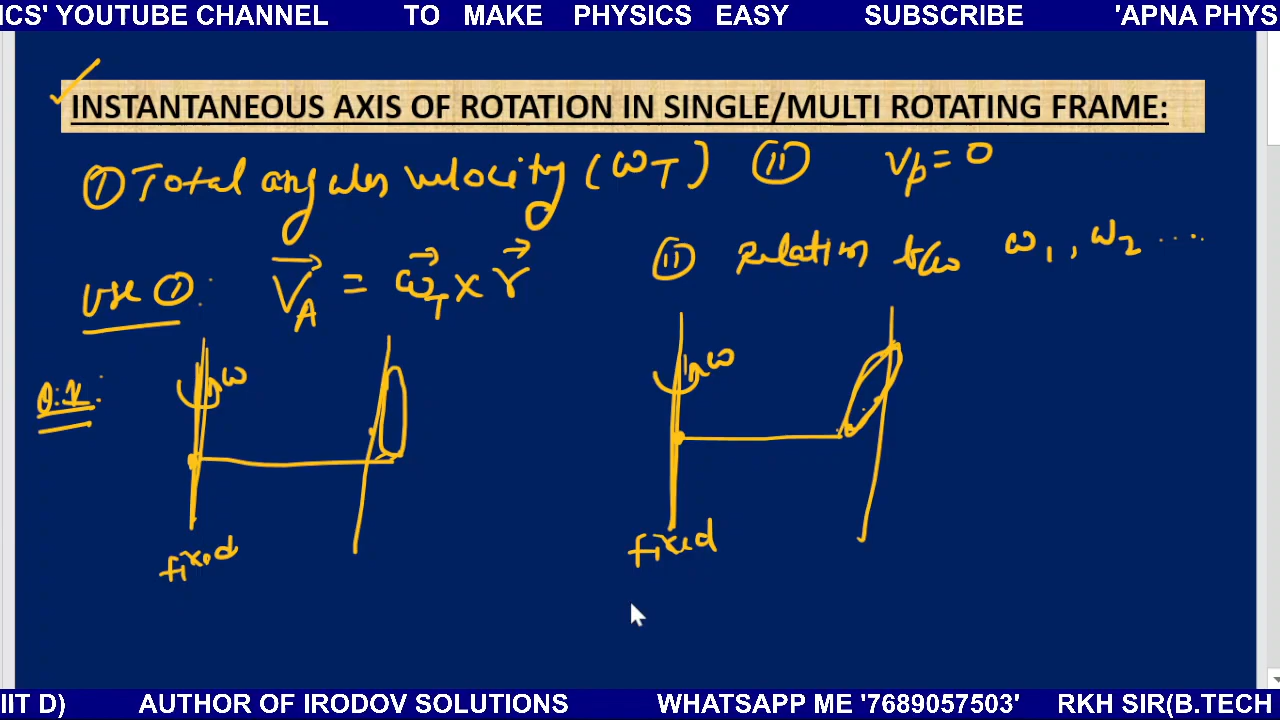 ICS' YOUTUBE CHANNEL TO MAKE PHYSICS EASY SUBSCRIBE 'APNA PHYS
INSTANTANEOUS AXIS OF ROTATION IN SINGLE/MULTI ROTATING FRAME:
① Total angular velocity (ωT) ⑪ Vp = 0
⑪ Relation b/w ω1, ω2 ....
use ①: V⃗A = ω⃗T × r⃗
ω
ω
fixed
fixed
IIT D) AUTHOR OF IRODOV SOLUTIONS WHATSAPP ME '7689057503' RKH SIR(B.TECH